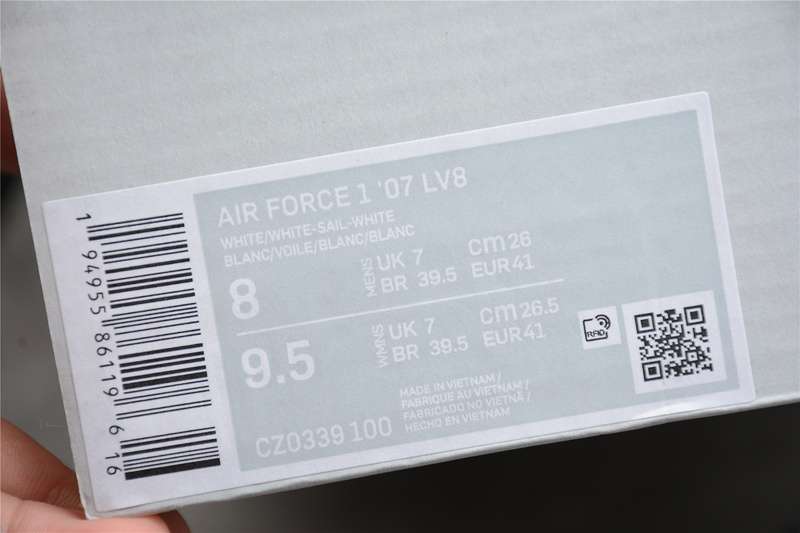 AIR FORCE 1 '07 LV8
WHITE/WHITE-SAIL-WHITE
BLANC/VOILE/BLANC/BLANC
8
MENS
UK 7 cm 26
BR 39.5 EUR 41
9.5
WMNS
UK 7 cm 26.5
BR 39.5 EUR 41
RFID
CZ0339 100
MADE IN VIETNAM /
FABRIQUE AU VIETNAM /
FABRICADO NO VIETNÃ /
HECHO EN VIETNAM
1 94955 86119 6 16